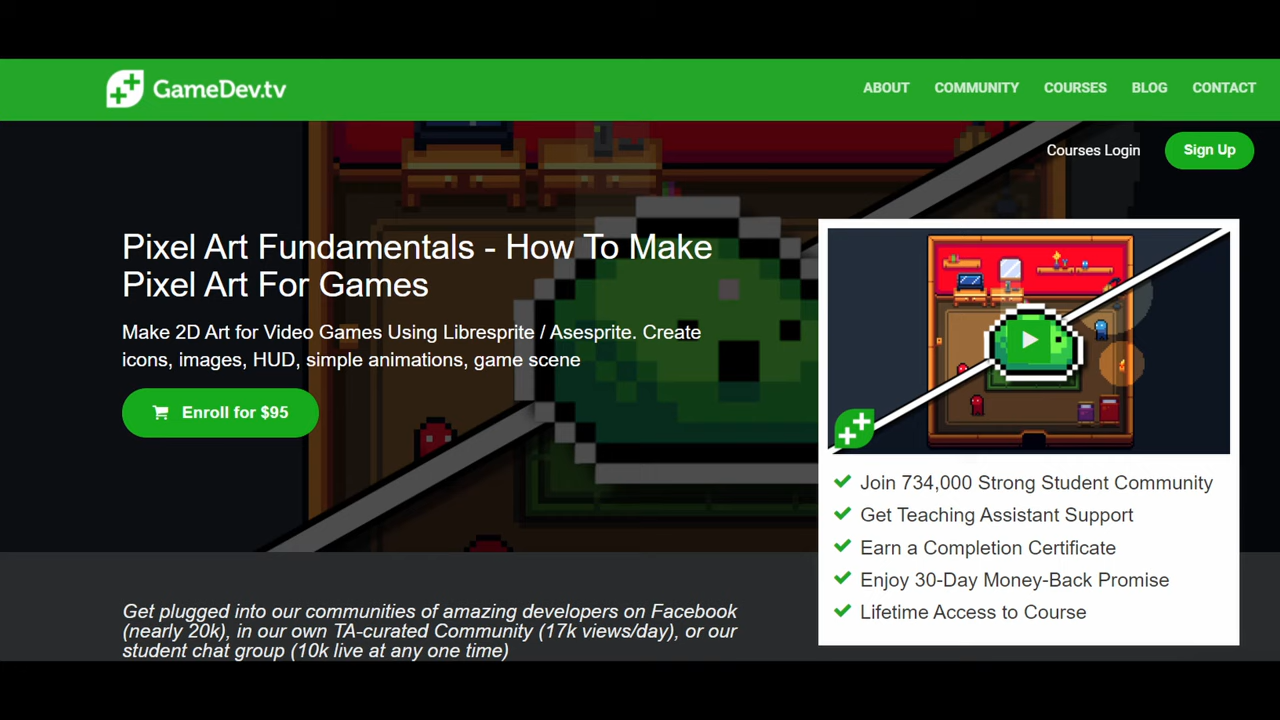 GameDev.tv
ABOUT COMMUNITY COURSES BLOG CONTACT
Courses Login Sign Up
Pixel Art Fundamentals - How To Make
Pixel Art For Games
Make 2D Art for Video Games Using Libresprite / Asesprite. Create
icons, images, HUD, simple animations, game scene
Enroll for $95
Join 734,000 Strong Student Community
Get Teaching Assistant Support
Earn a Completion Certificate
Enjoy 30-Day Money-Back Promise
Lifetime Access to Course
Get plugged into our communities of amazing developers on Facebook
(nearly 20k), in our own TA-curated Community (17k views/day), or our
student chat group (10k live at any one time)